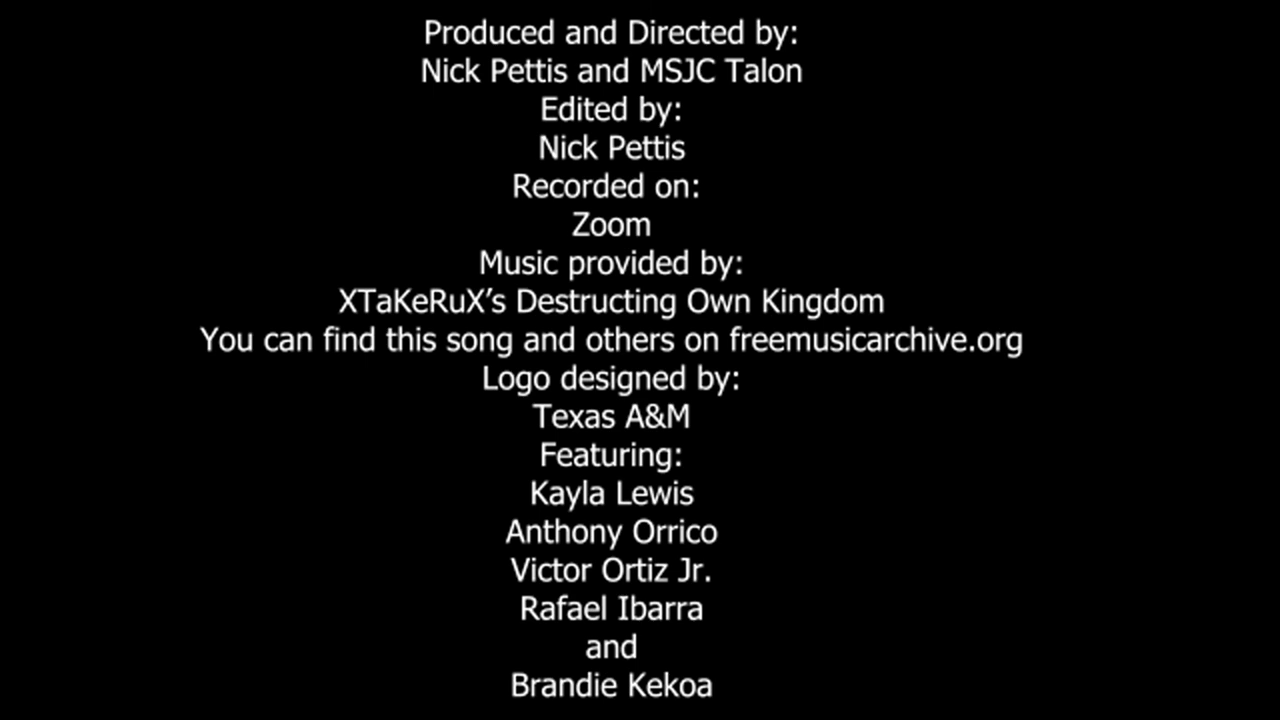 Produced and Directed by:
Nick Pettis and MSJC Talon
Edited by:
Nick Pettis
Recorded on:
Zoom
Music provided by:
XTaKeRuX’s Destructing Own Kingdom
You can find this song and others on freemusicarchive.org
Logo designed by:
Texas A&M
Featuring:
Kayla Lewis
Anthony Orrico
Victor Ortiz Jr.
Rafael Ibarra
and
Brandie Kekoa